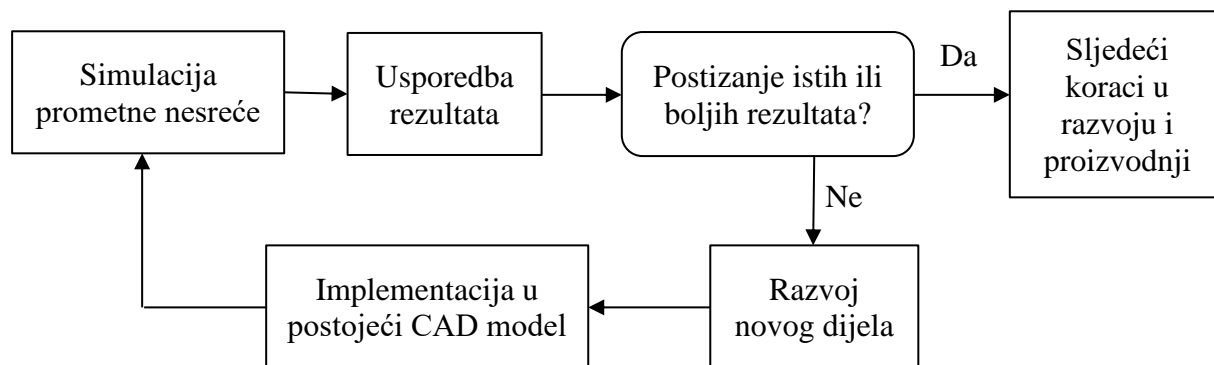 Simulacija
prometne nesreće
Usporedba
rezultata
Postizanje istih ili
boljih rezultata?
Da
Sljedeći
koraci u
razvoju i
proizvodnji
Ne
Razvoj
novog dijela
Implementacija u
postojeći CAD model